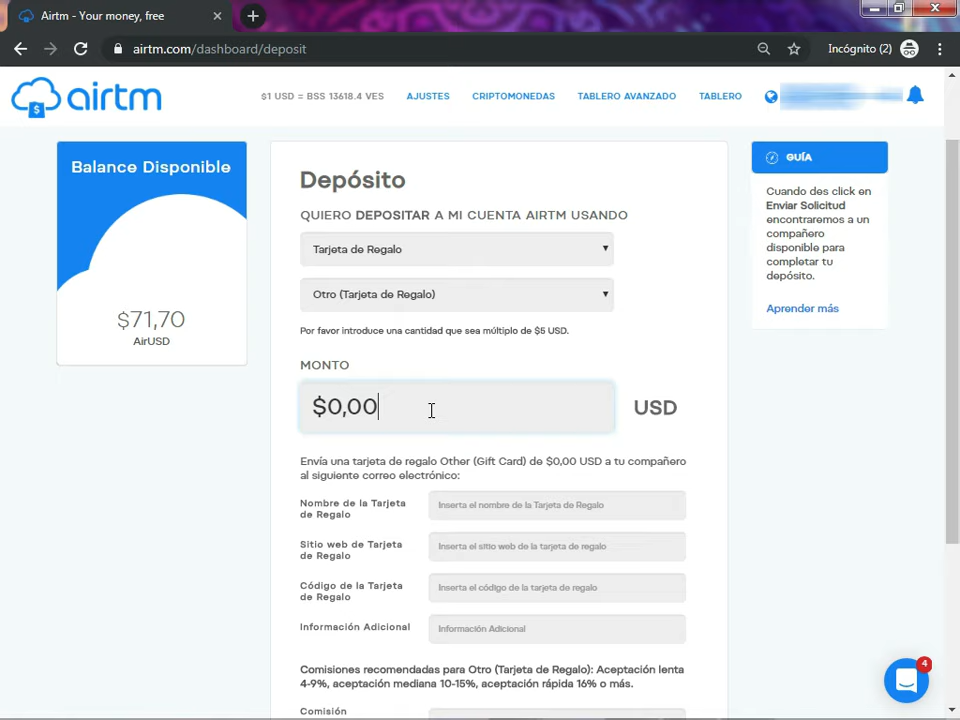 Airtm - Your money, free
airtm.com/dashboard/deposit
Incógnito (2)
airtm
$1 USD = BSS 13618.4 VES
AJUSTES
CRIPTOMONEDAS
TABLERO AVANZADO
TABLERO
Balance Disponible
$71,70
AirUSD
Depósito
QUIERO DEPOSITAR A MI CUENTA AIRTM USANDO
Tarjeta de Regalo
Otro (Tarjeta de Regalo)
Por favor introduce una cantidad que sea múltiplo de $5 USD.
MONTO
$0,00
USD
Envía una tarjeta de regalo Other (Gift Card) de $0,00 USD a tu compañero
al siguiente correo electrónico:
Nombre de la Tarjeta
de Regalo
Inserta el nombre de la Tarjeta de Regalo
Sitio web de Tarjeta
de Regalo
Inserta el sitio web de la tarjeta de regalo
Código de la Tarjeta
de Regalo
Inserta el código de la tarjeta de regalo
Información Adicional
Información Adicional
Comisiones recomendadas para Otro (Tarjeta de Regalo): Aceptación lenta
4-9%, aceptación mediana 10-15%, aceptación rápida 16% o más.
Comisión
GUÍA
Cuando des click en
Enviar Solicitud
encontraremos a un
compañero
disponible para
completar tu
depósito.
Aprender más
4